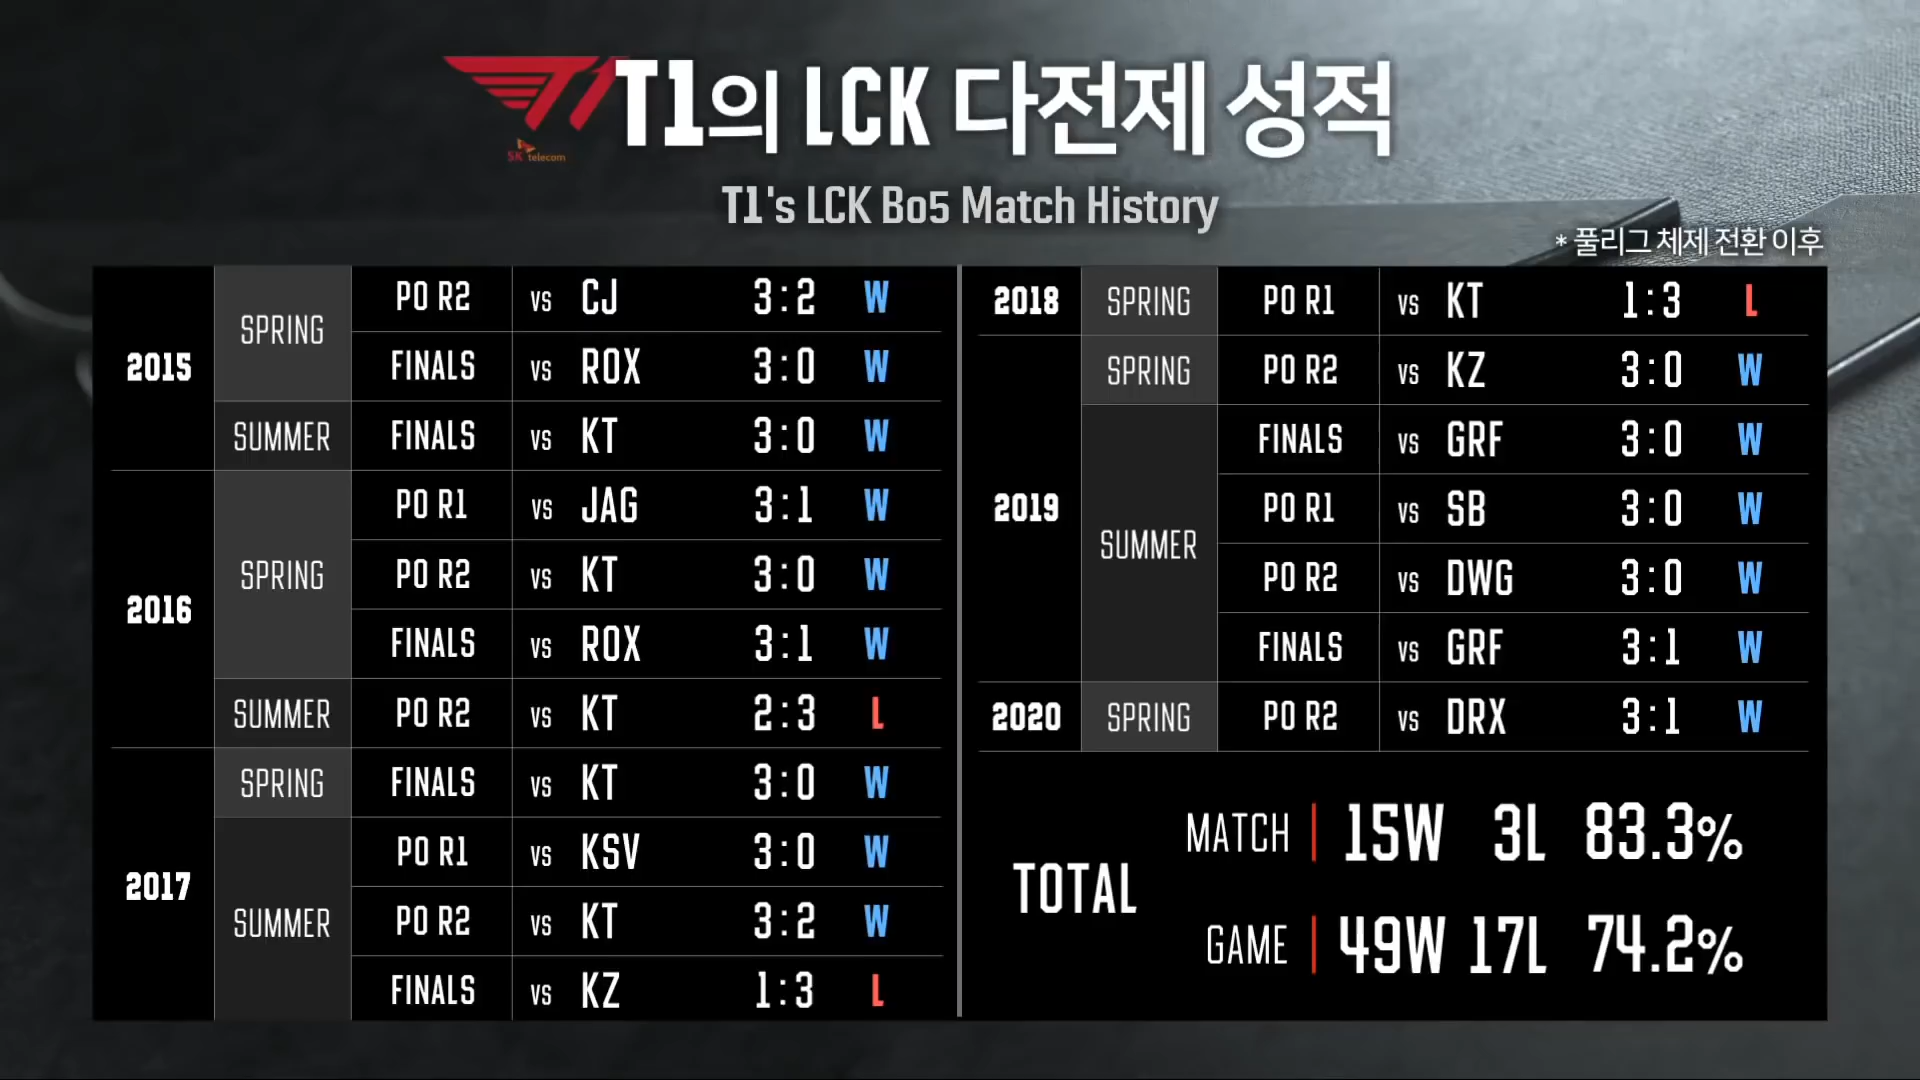 T1 T1의 LCK 다전제 성적
SK telecom
T1's LCK Bo5 Match History
* 풀리그 체제 전환 이후
2015 SPRING PO R2 vs CJ 3:2 W
FINALS vs ROX 3:0 W
SUMMER FINALS vs KT 3:0 W
2016 SPRING PO R1 vs JAG 3:1 W
PO R2 vs KT 3:0 W
FINALS vs ROX 3:1 W
SUMMER PO R2 vs KT 2:3 L
2017 SPRING FINALS vs KT 3:0 W
SUMMER PO R1 vs KSV 3:0 W
PO R2 vs KT 3:2 W
FINALS vs KZ 1:3 L
2018 SPRING PO R1 vs KT 1:3 L
2019 SPRING PO R2 vs KZ 3:0 W
SUMMER FINALS vs GRF 3:0 W
PO R1 vs SB 3:0 W
PO R2 vs DWG 3:0 W
FINALS vs GRF 3:1 W
2020 SPRING PO R2 vs DRX 3:1 W
TOTAL
MATCH 15W 3L 83.3%
GAME 49W 17L 74.2%